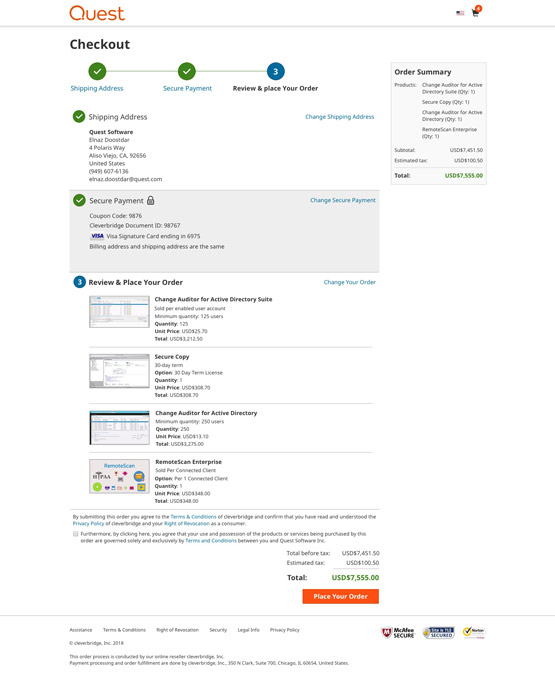 Quest
4
Checkout
3
Shipping Address
Secure Payment
Review & place Your Order
Order Summary
Products:
Change Auditor for Active
Directory Suite (Qty: 1)
Secure Copy (Qty: 1)
Change Auditor for Active
Directory (Qty: 1)
RemoteScan Enterprise
(Qty: 1)
Subtotal: USD$7,451.50
Estimated tax: USD$100.50
Total: USD$7,555.00
Shipping Address
Change Shipping Address
Quest Software
Elnaz Doostdar
4 Polaris Way
Aliso Viejo, CA, 92656
United States
(949) 607-6136
elnaz.doostdar@quest.com
Secure Payment
Change Secure Payment
Coupon Code: 9876
Cleverbridge Document ID: 98767
VISA Visa Signature Card ending in 6975
Billing address and shipping address are the same
3 Review & Place Your Order
Change Your Order
Change Auditor for Active Directory Suite
Sold per enabled user account
Minimum quantity: 125 users
Quantity: 125
Unit Price: USD$25.70
Total: USD$3,212.50
Secure Copy
30-day term
Option: 30 Day Term License
Quantity: 1
Unit Price: USD$308.70
Total: USD$308.70
Change Auditor for Active Directory
Minimum quantity: 250 users
Quantity: 250
Unit Price: USD$13.10
Total: USD$3,275.00
RemoteScan
HIPAA
RemoteScan Enterprise
Sold Per Connected Client
Option: Per 1 Connected Client
Quantity: 1
Unit Price: USD$348.00
Total: USD$348.00
By submitting this order you agree to the Terms & Conditions of cleverbridge and confirm that you have read and understood the
Privacy Policy of cleverbridge and your Right of Revocation as a consumer.
Furthermore, by clicking here, you agree that your use and possession of the products or services being purchased by this
order are governed solely and exclusively by Terms and Conditions between you and Quest Software Inc.
Total before tax: USD$7,451.50
Estimated tax: USD$100.50
Total: USD$7,555.00
Place Your Order
Assistance
Terms & Conditions
Right of Revocation
Security
Legal Info
Privacy Policy
McAfee
SECURE
SECURED
Norton
© cleverbridge, Inc. 2018
This order process is conducted by our online reseller cleverbridge, Inc.
Payment processing and order fulfillment are done by cleverbridge, Inc., 350 N Clark, Suite 700, Chicago, IL 60654, United States.